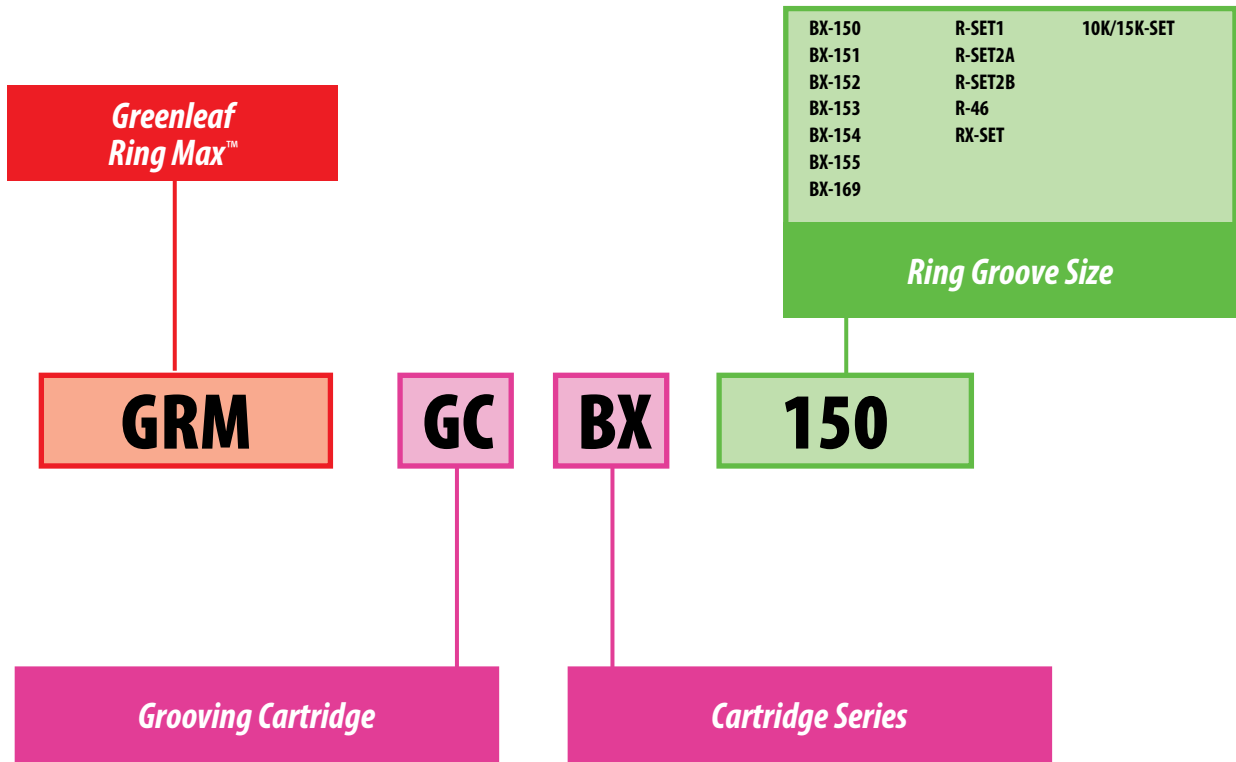 BX-150 R-SET1 10K/15K-SET
BX-151 R-SET2A
BX-152 R-SET2B
BX-153 R-46
BX-154 RX-SET
BX-155
BX-169
Ring Groove Size
Greenleaf
Ring Max™
GRM GC BX 150
Grooving Cartridge
Cartridge Series